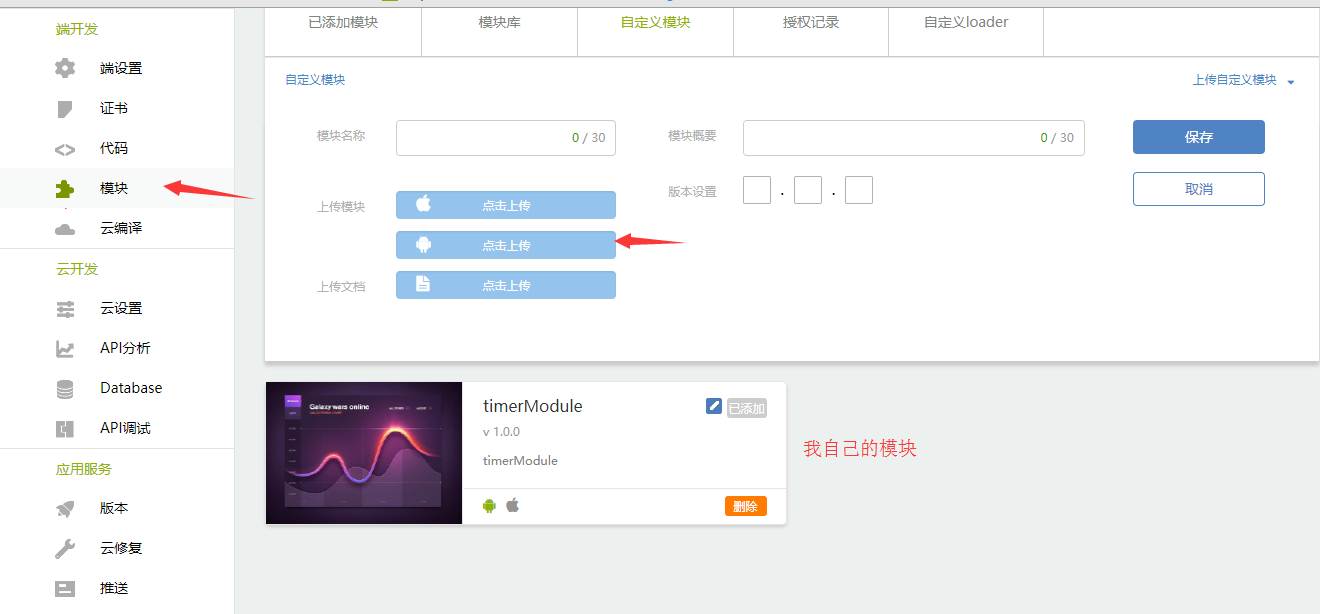 端开发
端设置
证书
代码
模块
云编译
云开发
云设置
API分析
Database
API调试
应用服务
版本
云修复
推送
已添加模块
模块库
自定义模块
授权记录
自定义loader
自定义模块
上传自定义模块
模块名称
0 / 30
模块概要
0 / 30
保存
版本设置
. .
取消
上传模块
点击上传
点击上传
上传文档
点击上传
Galaxy wars online
timerModule
已添加
v 1.0.0
timerModule
删除
我自己的模块